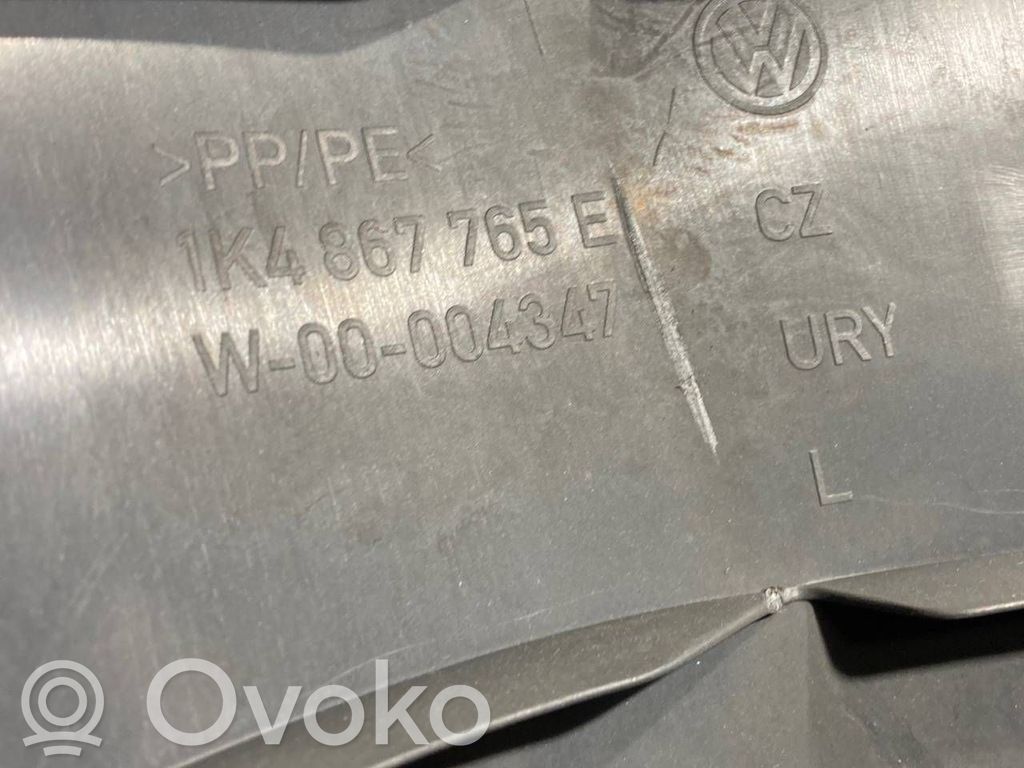 >PP/PE<
1K4 867 765 E
W-00-004347
CZ
URY
L
Ovoko